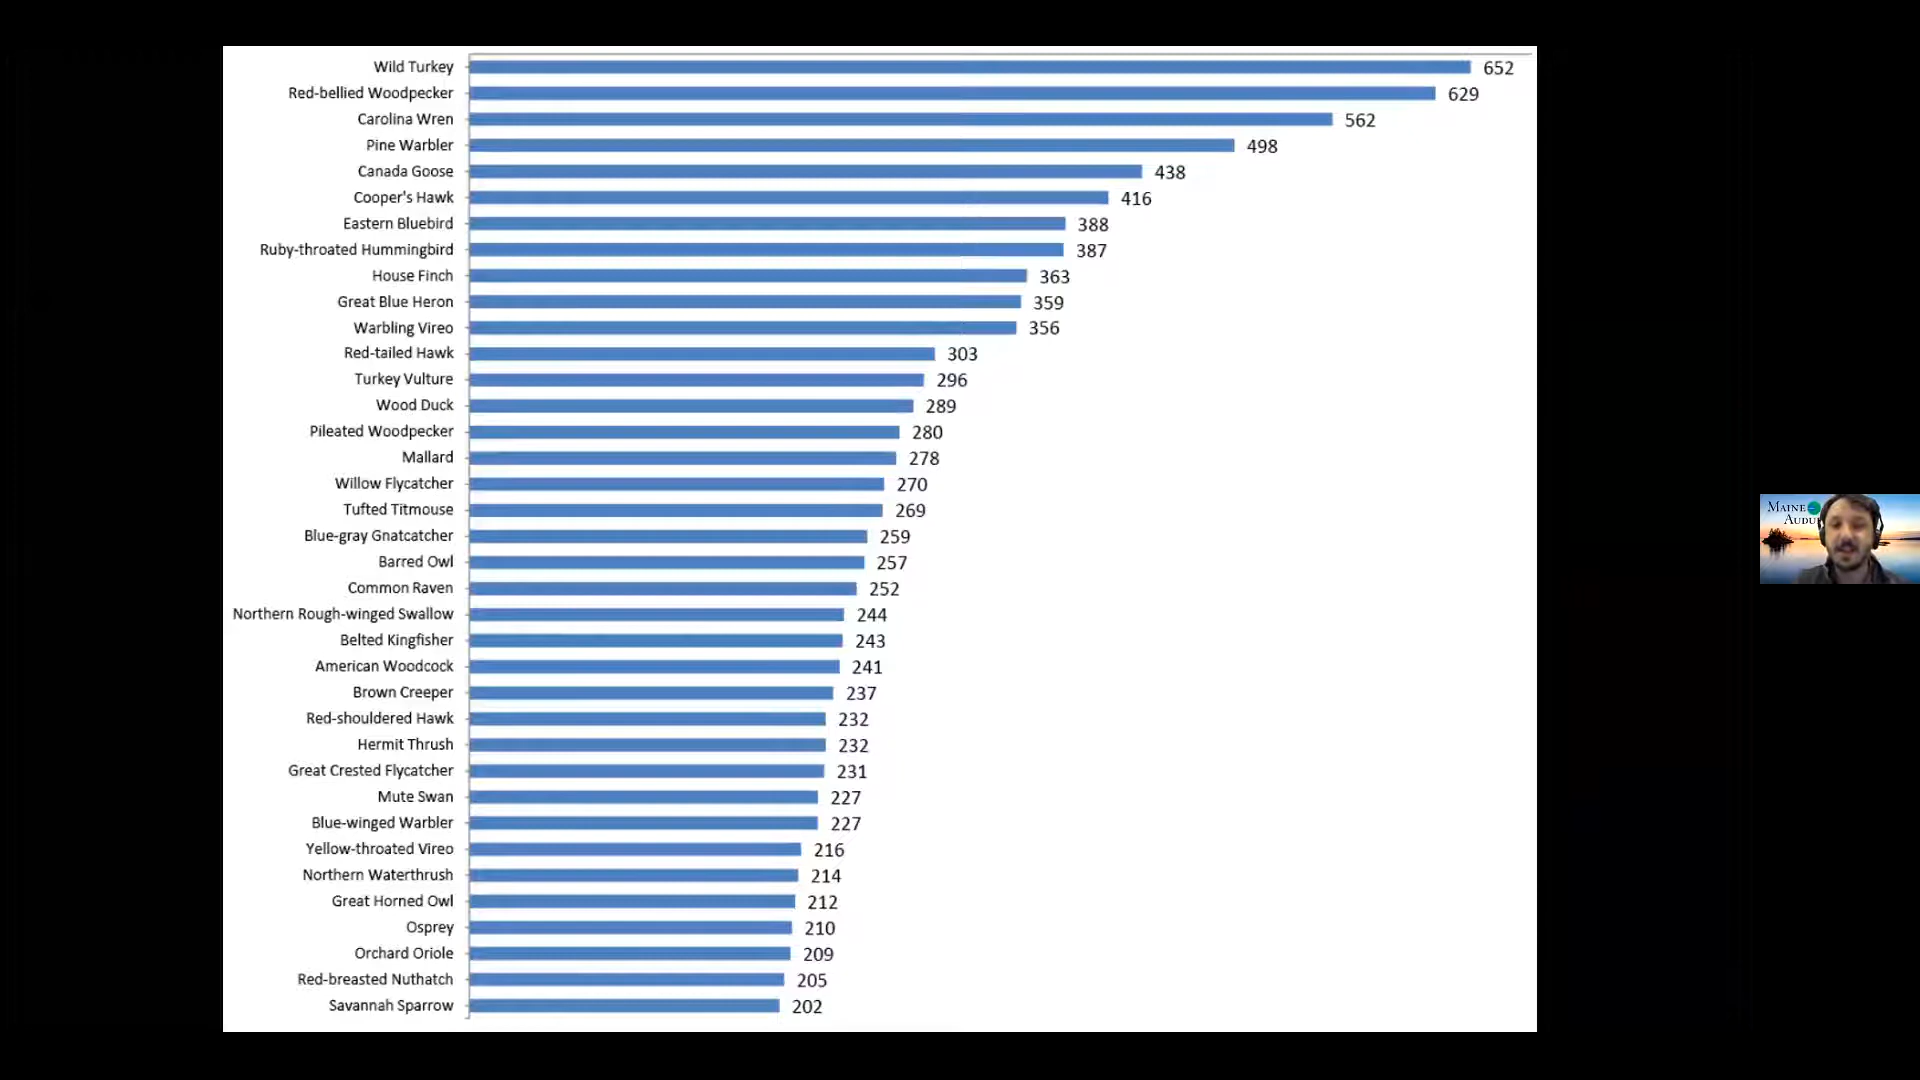 Wild Turkey 652
Red-bellied Woodpecker 629
Carolina Wren 562
Pine Warbler 498
Canada Goose 438
Cooper's Hawk 416
Eastern Bluebird 388
Ruby-throated Hummingbird 387
House Finch 363
Great Blue Heron 359
Warbling Vireo 356
Red-tailed Hawk 303
Turkey Vulture 296
Wood Duck 289
Pileated Woodpecker 280
Mallard 278
Willow Flycatcher 270
Tufted Titmouse 269
Blue-gray Gnatcatcher 259
Barred Owl 257
Common Raven 252
Northern Rough-winged Swallow 244
Belted Kingfisher 243
American Woodcock 241
Brown Creeper 237
Red-shouldered Hawk 232
Hermit Thrush 232
Great Crested Flycatcher 231
Mute Swan 227
Blue-winged Warbler 227
Yellow-throated Vireo 216
Northern Waterthrush 214
Great Horned Owl 212
Osprey 210
Orchard Oriole 209
Red-breasted Nuthatch 205
Savannah Sparrow 202
MAINE